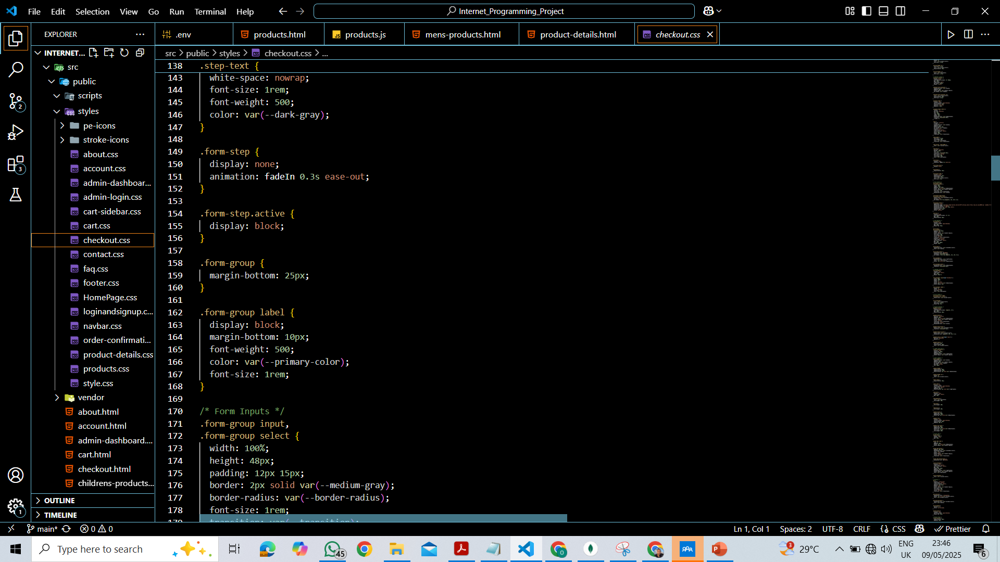 File Edit Selection View Go Run Terminal Help
Internet_Programming_Project
EXPLORER
.env
products.html
products.js
mens-products.html
product-details.html
checkout.css
INTERNET...
src > public > styles > checkout.css > ...
src
public
scripts
styles
pe-icons
stroke-icons
about.css
account.css
admin-dashboar...
admin-login.css
cart-sidebar.css
cart.css
checkout.css
contact.css
faq.css
footer.css
HomePage.css
loginandsignup.c...
navbar.css
order-confirmati...
product-details.css
products.css
style.css
vendor
about.html
account.html
admin-dashboard....
cart.html
checkout.html
childrens-products...
OUTLINE
TIMELINE
2
3
1
138 .step-text {
143 white-space: nowrap;
144 font-size: 1rem;
145 font-weight: 500;
146 color: var(--dark-gray);
147 }
148
149 .form-step {
150 display: none;
151 animation: fadeIn 0.3s ease-out;
152 }
153
154 .form-step.active {
155 display: block;
156 }
157
158 .form-group {
159 margin-bottom: 25px;
160 }
161
162 .form-group label {
163 display: block;
164 margin-bottom: 10px;
165 font-weight: 500;
166 color: var(--primary-color);
167 font-size: 1rem;
168 }
169
170 /* Form Inputs */
171 .form-group input,
172 .form-group select {
173 width: 100%;
174 height: 48px;
175 padding: 12px 15px;
176 border: 2px solid var(--medium-gray);
177 border-radius: var(--border-radius);
178 font-size: 1rem;
179 transition: var(--transition);
main* 0 0 Ln 1, Col 1 Spaces: 2 UTF-8 CRLF {} CSS Prettier
Type here to search
45
3
29°C
ENG
UK
23:46
09/05/2025
6